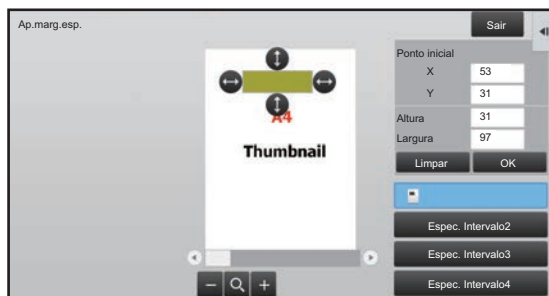 Ap.marg.esp.
Sair
Ponto inicial
X 53
Y 31
Altura 31
Largura 97
Limpar OK
A4
Thumbnail
Espec. Intervalo2
Espec. Intervalo3
Espec. Intervalo4